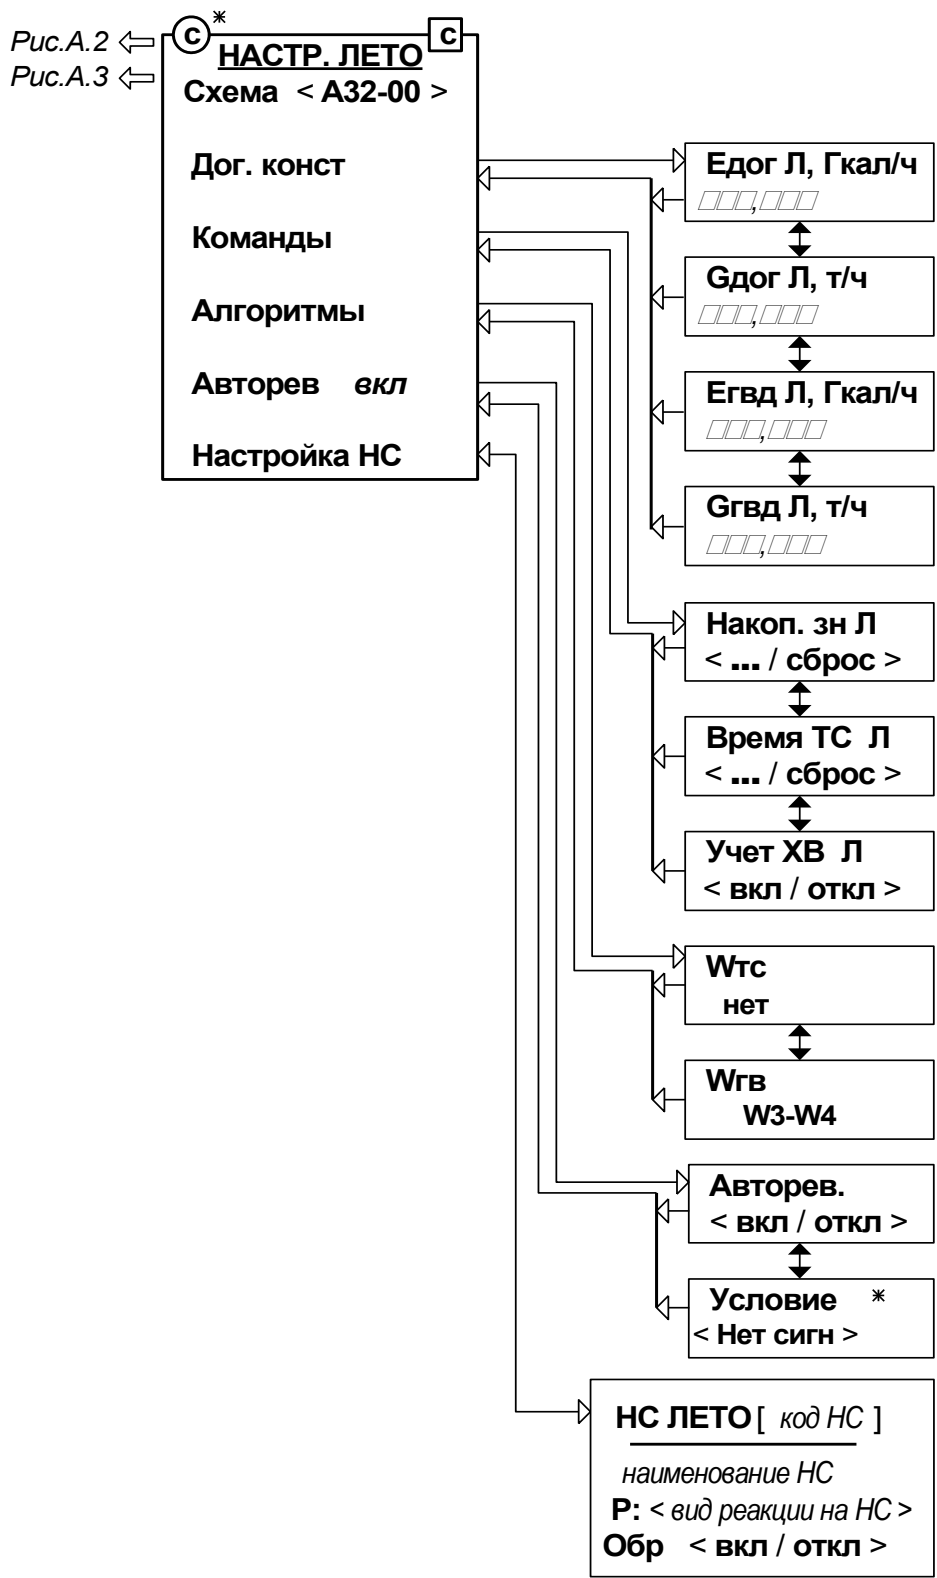 Рис.А.2
Рис.А.3
С *
С
НАСТР. ЛЕТО
Схема < А32-00 >
Дог. конст
Команды
Алгоритмы
Авторев вкл
Настройка НС
Eдог Л, Гкал/ч
□□□,□□□
Gдог Л, т/ч
□□□,□□□
Eгвд Л, Гкал/ч
□□□,□□□
Gгвд Л, т/ч
□□□,□□□
Накоп. зн Л
< ... / сброс >
Время ТС Л
< ... / сброс >
Учет ХВ Л
< вкл / откл >
Wтс
нет
Wгв
W3-W4
Авторев.
< вкл / откл >
Условие *
< Нет сигн >
НС ЛЕТО [ код НС ]
наименование НС
Р: < вид реакции на НС >
Обр < вкл / откл >